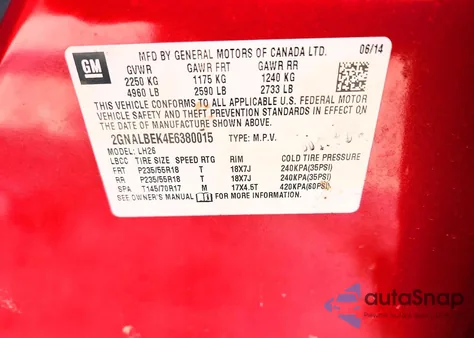 GM
MFD BY GENERAL MOTORS OF CANADA LTD. 06/14
GVWR GAWR FRT GAWR RR
2250 KG 1175 KG 1240 KG
4960 LB 2590 LB 2733 LB
THIS VEHICLE CONFORMS TO ALL APPLICABLE U.S. FEDERAL MOTOR
VEHICLE SAFETY AND THEFT PREVENTION STANDARDS IN EFFECT ON
THE DATE OF MANUFACTURE SHOWN ABOVE.
2GNALBEK4E6380015 TYPE: M.P.V.
MODEL: LH26
LBCC TIRE SIZE SPEED RTG RIM COLD TIRE PRESSURE
FRT P235/55R18 T 18X7J 240KPA(35PSI)
RR P235/55R18 T 18X7J 240KPA(35PSI)
SPA T145/70R17 M 17X4.5T 420KPA(60PSI)
SEE OWNER'S MANUAL FOR MORE INFORMATION.
autoSnap